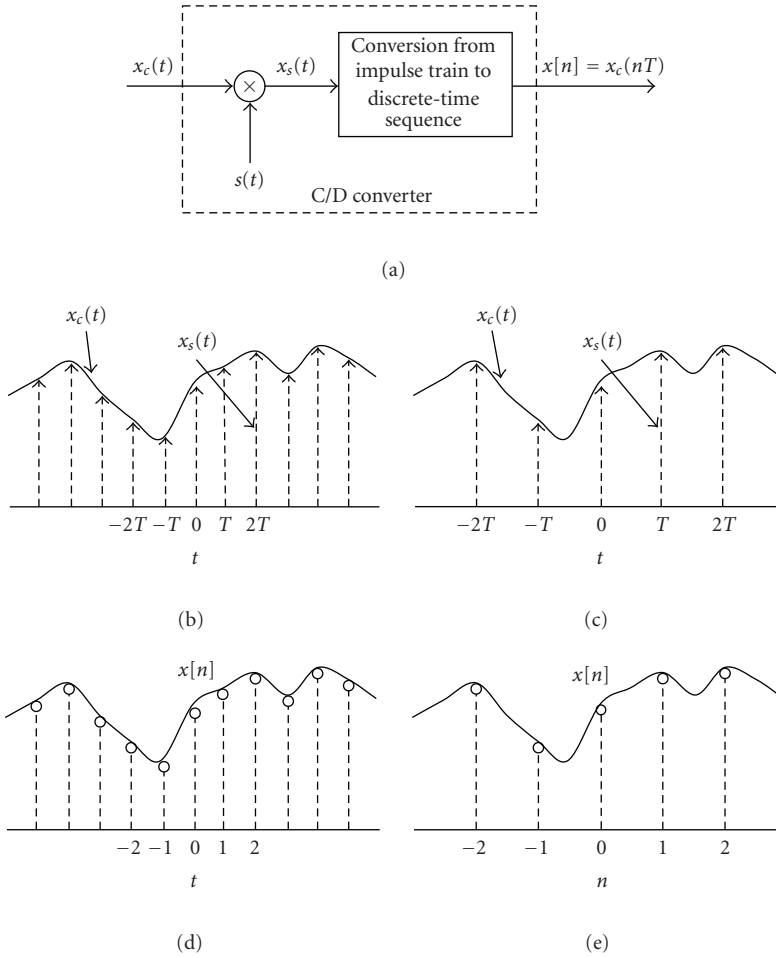 x_c(t)
x_s(t)
Conversion from
impulse train to
discrete-time
sequence
x[n] = x_c(nT)
×
s(t)
C/D converter
(a)
x_c(t)
x_s(t)
−2T −T 0 T 2T
t
(b)
x_c(t)
x_s(t)
−2T −T 0 T 2T
t
(c)
x[n]
−2 −1 0 1 2
t
(d)
x[n]
−2 −1 0 1 2
n
(e)